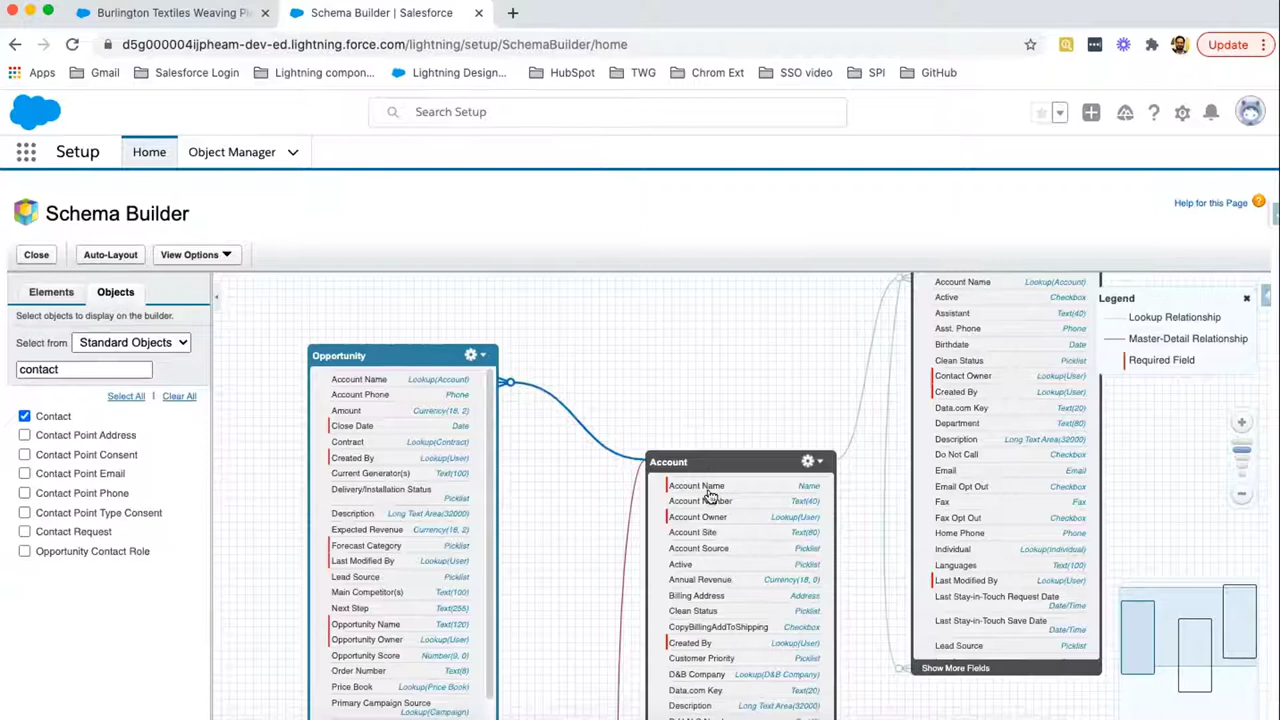 Burlington Textiles Weaving Pl
Schema Builder | Salesforce
d5g000004ijpheam-dev-ed.lightning.force.com/lightning/setup/SchemaBuilder/home
Update
Apps
Gmail
Salesforce Login
Lightning compon...
Lightning Design...
HubSpot
TWG
Chrom Ext
SSO video
SPI
GitHub
Search Setup
Setup
Home
Object Manager
Schema Builder
Help for this Page
Close
Auto-Layout
View Options
Elements
Objects
Select objects to display on the builder.
Select from Standard Objects
contact
Select All
Clear All
Contact
Contact Point Address
Contact Point Consent
Contact Point Email
Contact Point Phone
Contact Point Type Consent
Contact Request
Opportunity Contact Role
Opportunity
Account Name Lookup(Account)
Account Phone Phone
Amount Currency(16, 2)
Close Date Date
Contract Lookup(Contract)
Created By Lookup(User)
Current Generator(s) Text(100)
Delivery/Installation Status
Picklist
Description Long Text Area(32000)
Expected Revenue Currency(16, 2)
Forecast Category Picklist
Last Modified By Lookup(User)
Lead Source Picklist
Main Competitor(s) Text(100)
Next Step Text(255)
Opportunity Name Text(120)
Opportunity Owner Lookup(User)
Opportunity Score Number(9, 0)
Order Number Text(8)
Price Book Lookup(Price Book)
Primary Campaign Source
Lookup(Campaign)
Account
Account Name Name
Account Text(40)
Account Owner Lookup(User)
Account Site Text(80)
Account Source Picklist
Active Picklist
Annual Revenue Currency(18, 0)
Billing Address Address
Clean Status Picklist
CopyBillingAddToShipping Checkbox
Created By Lookup(User)
Customer Priority Picklist
D&B Company Lookup(D&B Company)
Data.com Key Text(20)
Description Long Text Area(32000)
Account Name Lookup(Account)
Active Checkbox
Assistant Text(40)
Asst. Phone Phone
Birthdate Date
Clean Status Picklist
Contact Owner Lookup(User)
Created By Lookup(User)
Data.com Key Text(20)
Department Text(80)
Description Long Text Area(32000)
Do Not Call Checkbox
Email Email
Email Opt Out Checkbox
Fax Fax
Fax Opt Out Checkbox
Home Phone Phone
Individual Lookup(Individual)
Languages Text(100)
Last Modified By Lookup(User)
Last Stay-in-Touch Request Date
Date/Time
Last Stay-in-Touch Save Date
Date/Time
Lead Source Picklist
Show More Fields
Legend
Lookup Relationship
Master-Detail Relationship
Required Field